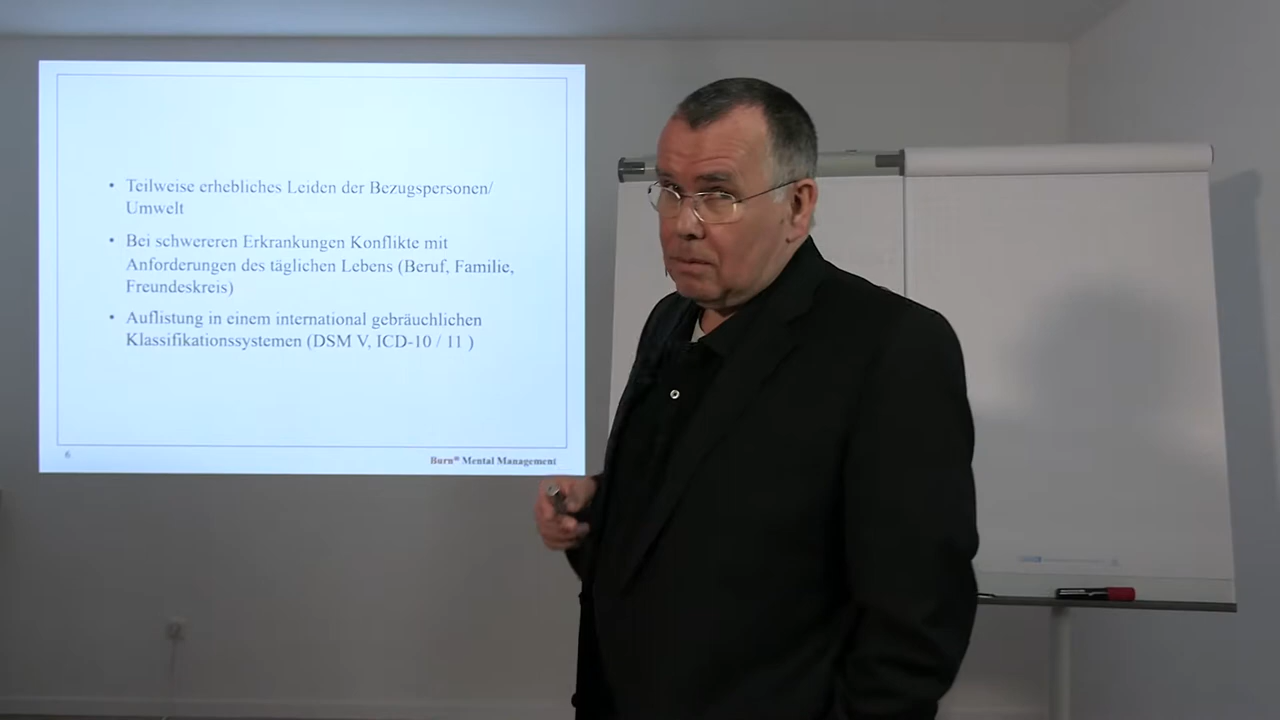 • Teilweise erhebliches Leiden der Bezugspersonen/
Umwelt
• Bei schwereren Erkrankungen Konflikte mit
Anforderungen des täglichen Lebens (Beruf, Familie,
Freundeskreis)
• Auflistung in einem international gebräuchlichen
Klassifikationssystemen (DSM V, ICD-10 / 11 )
6
Born® Mental Management